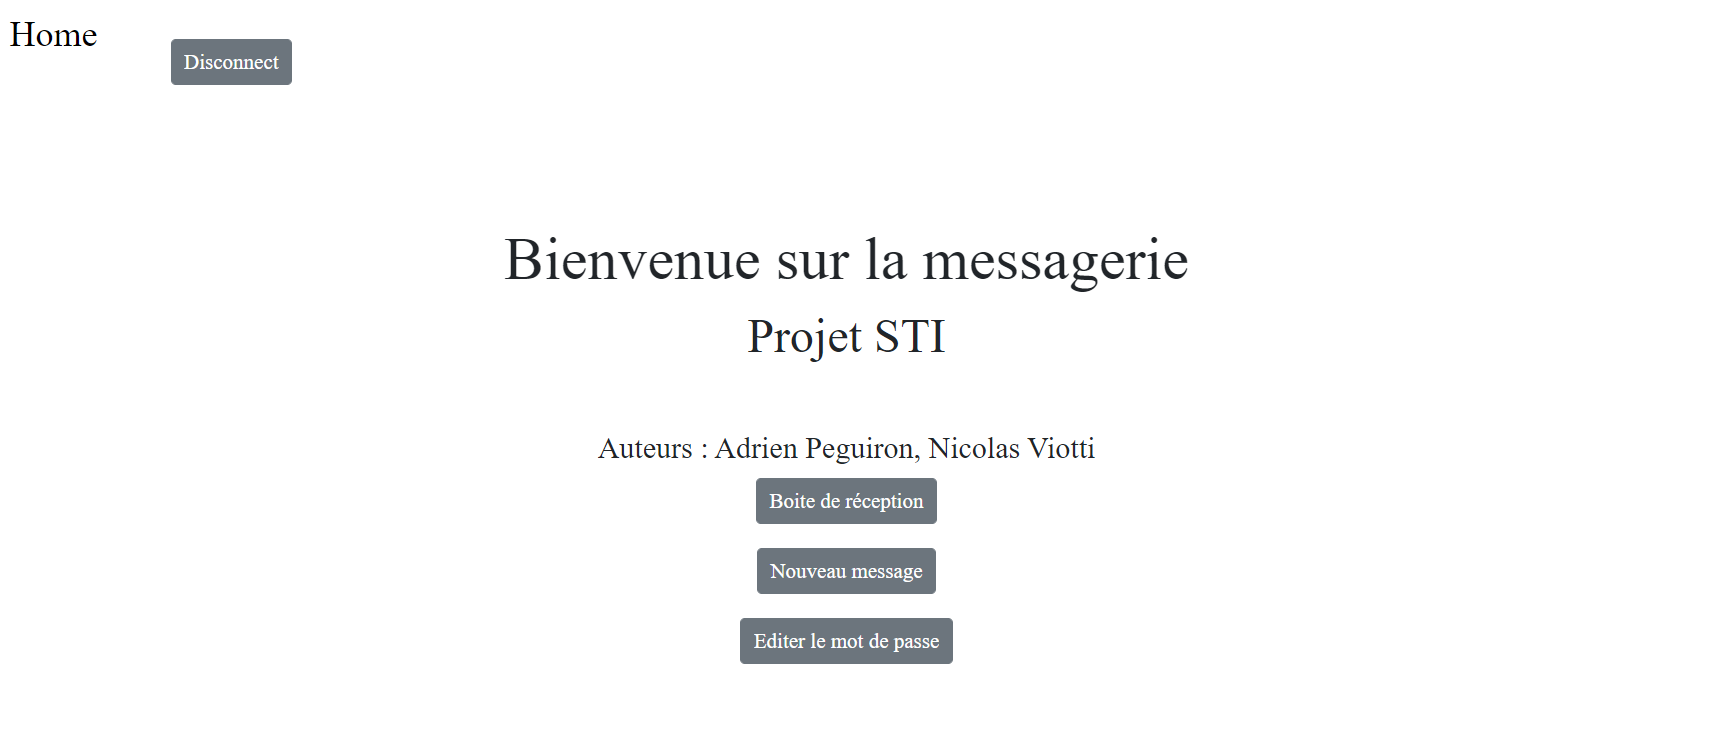 Home
Disconnect
Bienvenue sur la messagerie
Projet STI
Auteurs : Adrien Peguiron, Nicolas Viotti
Boite de réception
Nouveau message
Editer le mot de passe